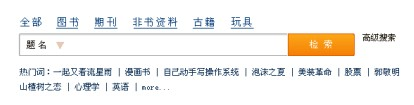 全部 图书 期刊 非书资料 古籍 玩具
题名 检 索 高级搜索
热门词：一起又看流星雨 | 漫画书 | 自己动手写操作系统 | 泡沫之夏 | 美装革命 | 股票 | 郭敬明
山楂树之恋 | 心理学 | 英语 | more...